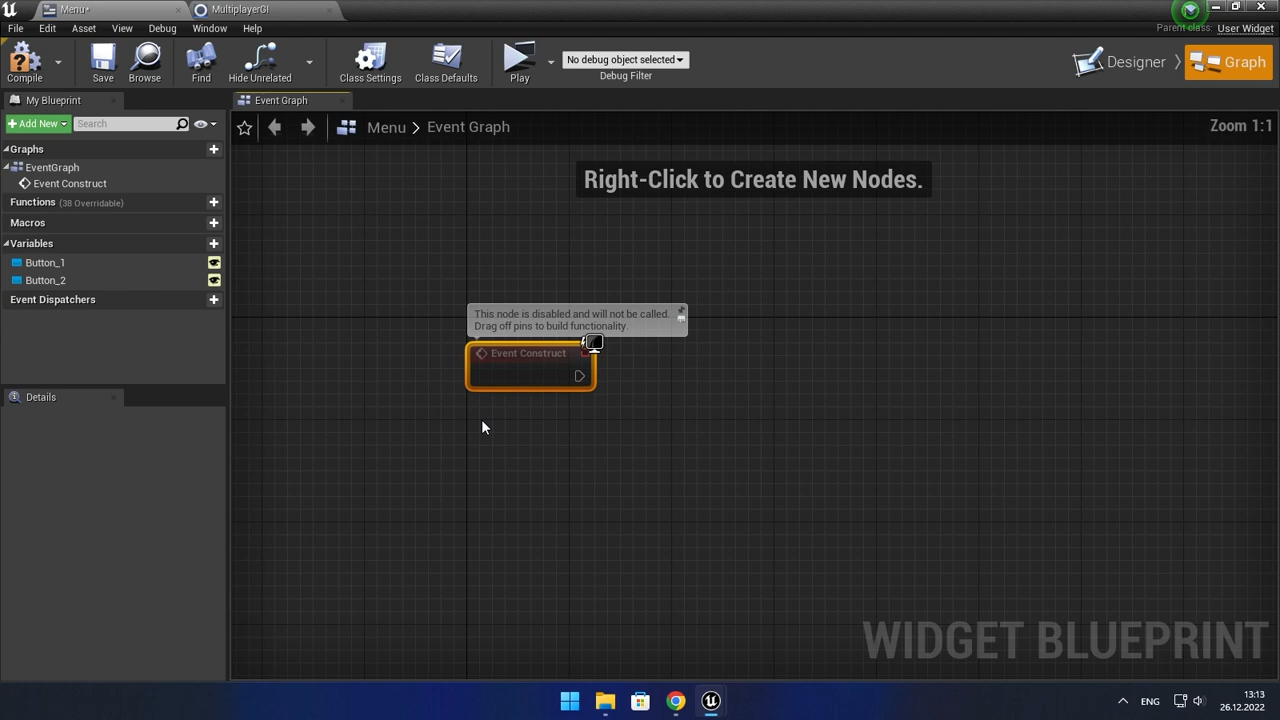 Menu*
MultiplayerGI
File Edit Asset View Debug Window Help
Parent class: User Widget
Compile
Save
Browse
Find
Hide Unrelated
Class Settings
Class Defaults
Play
No debug object selected
Debug Filter
Designer
Graph
My Blueprint
Event Graph
Add New
Search
Menu > Event Graph
Zoom 1:1
Graphs
EventGraph
Event Construct
Functions (38 Overridable)
Macros
Variables
Button_1
Button_2
Event Dispatchers
Details
Right-Click to Create New Nodes.
This node is disabled and will not be called.
Drag off pins to build functionality.
Event Construct
WIDGET BLUEPRINT
ENG
13:13
26.12.2022